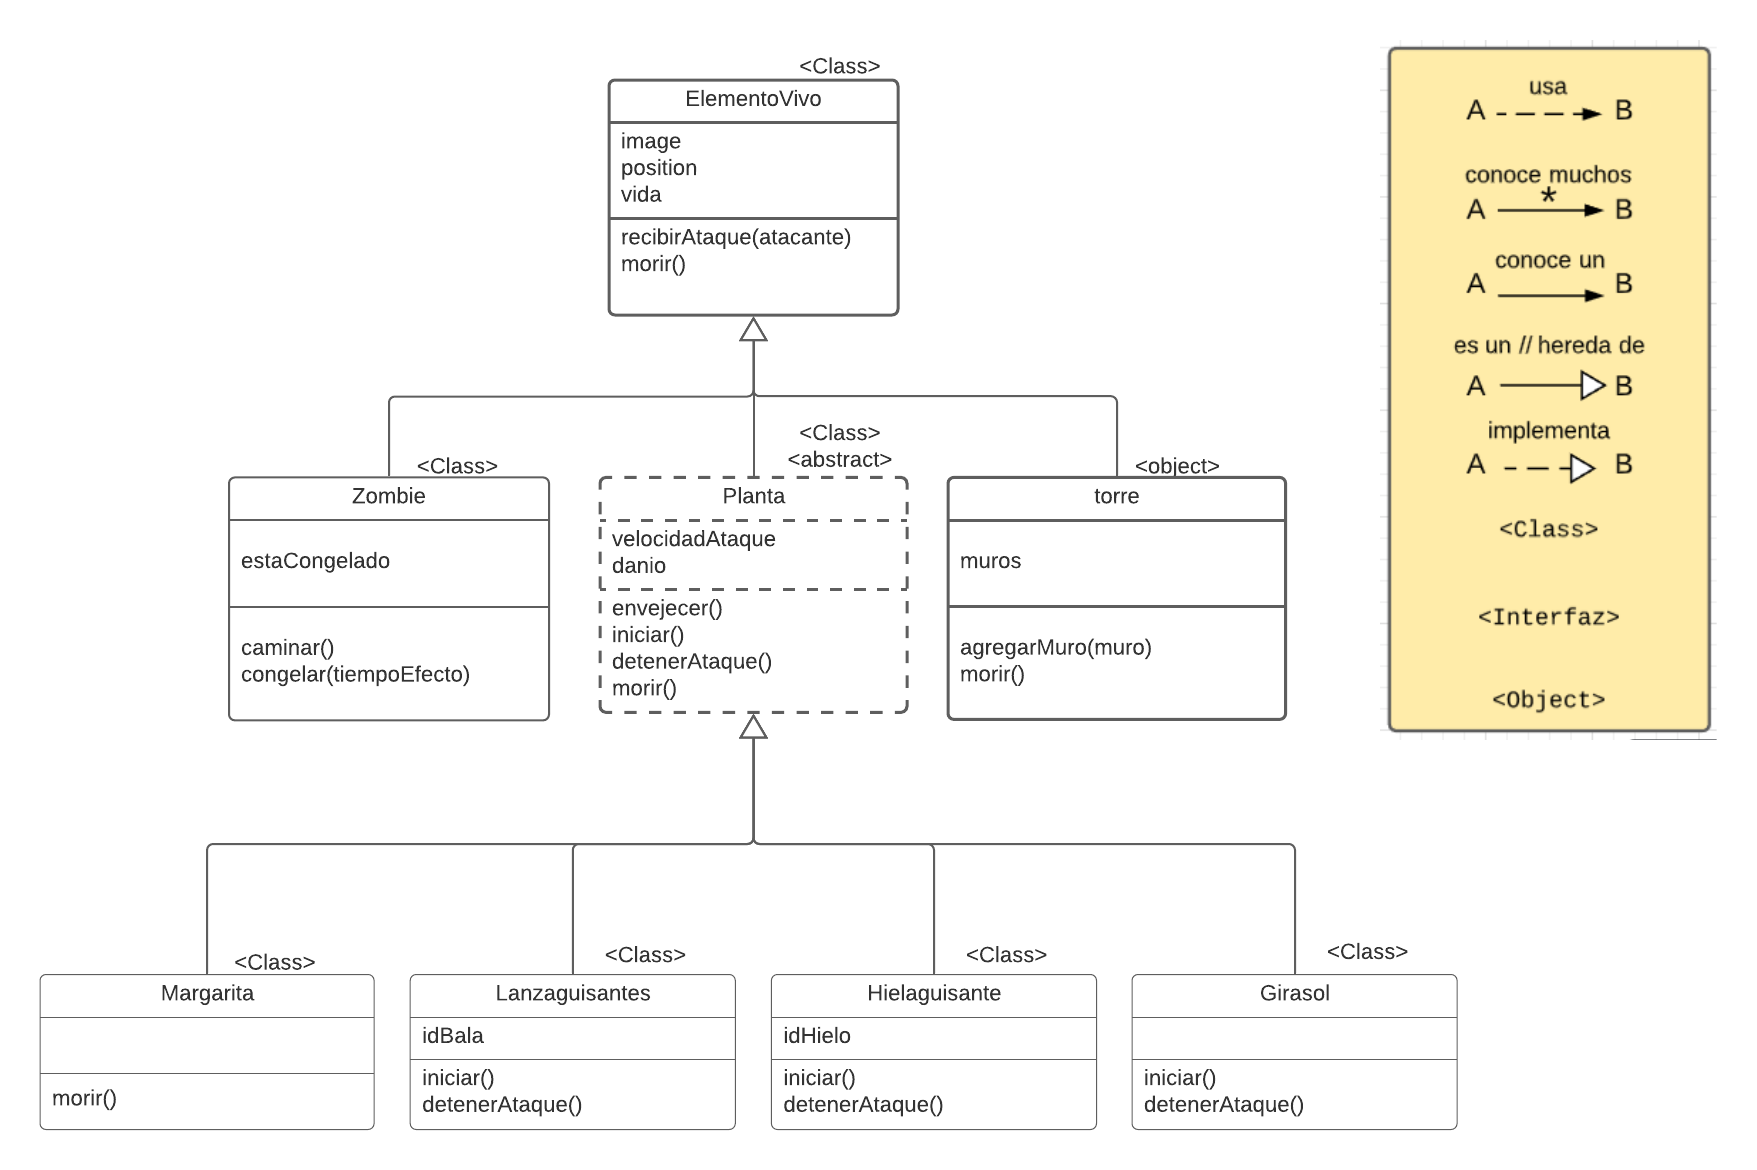 <Class>
ElementoVivo
image
position
vida
recibirAtaque(atacante)
morir()
<Class>
Zombie
estaCongelado
caminar()
congelar(tiempoEfecto)
<Class>
<abstract>
Planta
velocidadAtaque
danio
envejecer()
iniciar()
detenerAtaque()
morir()
<object>
torre
muros
agregarMuro(muro)
morir()
<Class>
Margarita
morir()
<Class>
Lanzaguisantes
idBala
iniciar()
detenerAtaque()
<Class>
Hielaguisante
idHielo
iniciar()
detenerAtaque()
<Class>
Girasol
iniciar()
detenerAtaque()
usa
A B
conoce muchos
*
A B
conoce un
A B
es un // hereda de
A B
implementa
A B
<Class>
<Interfaz>
<Object>